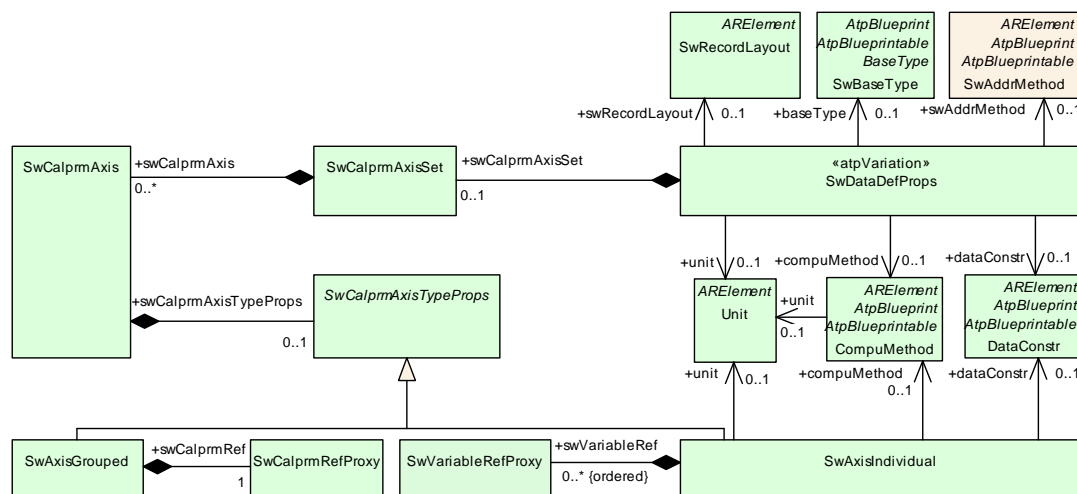 ARElement
SwRecordLayout
AtpBlueprint
AtpBlueprintable
BaseType
SwBaseType
ARElement
AtpBlueprint
AtpBlueprintable
SwAddrMethod
+swRecordLayout
0..1
+baseType
0..1
+swAddrMethod
0..1
SwCalprmAxis
+swCalprmAxis
0..*
SwCalprmAxisSet
+swCalprmAxisSet
0..1
«atpVariation»
SwDataDefProps
+unit
0..1
+compuMethod
0..1
+dataConstr
0..1
+swCalprmAxisTypeProps
0..1
SwCalprmAxisTypeProps
ARElement
Unit
+unit
0..1
ARElement
AtpBlueprint
AtpBlueprintable
CompuMethod
ARElement
AtpBlueprint
AtpBlueprintable
DataConstr
+unit
0..1
+compuMethod
0..1
+dataConstr
0..1
SwAxisGrouped
+swCalprmRef
1
SwCalprmRefProxy
SwVariableRefProxy
+swVariableRef
0..* {ordered}
SwAxisIndividual